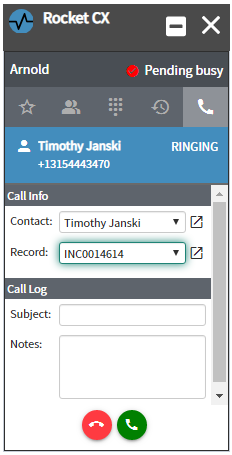 Rocket CX
Arnold Pending busy
Timothy Janski RINGING
+13154443470
Call Info
Contact: Timothy Janski
Record: INC0014614
Call Log
Subject:
Notes: